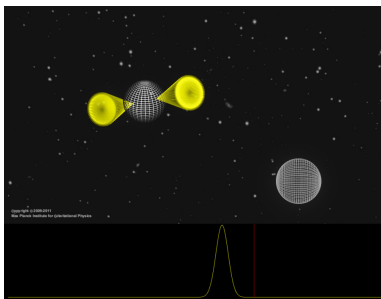 Copyright (c)2009-2011
Max Planck Institute for Gravitational Physics